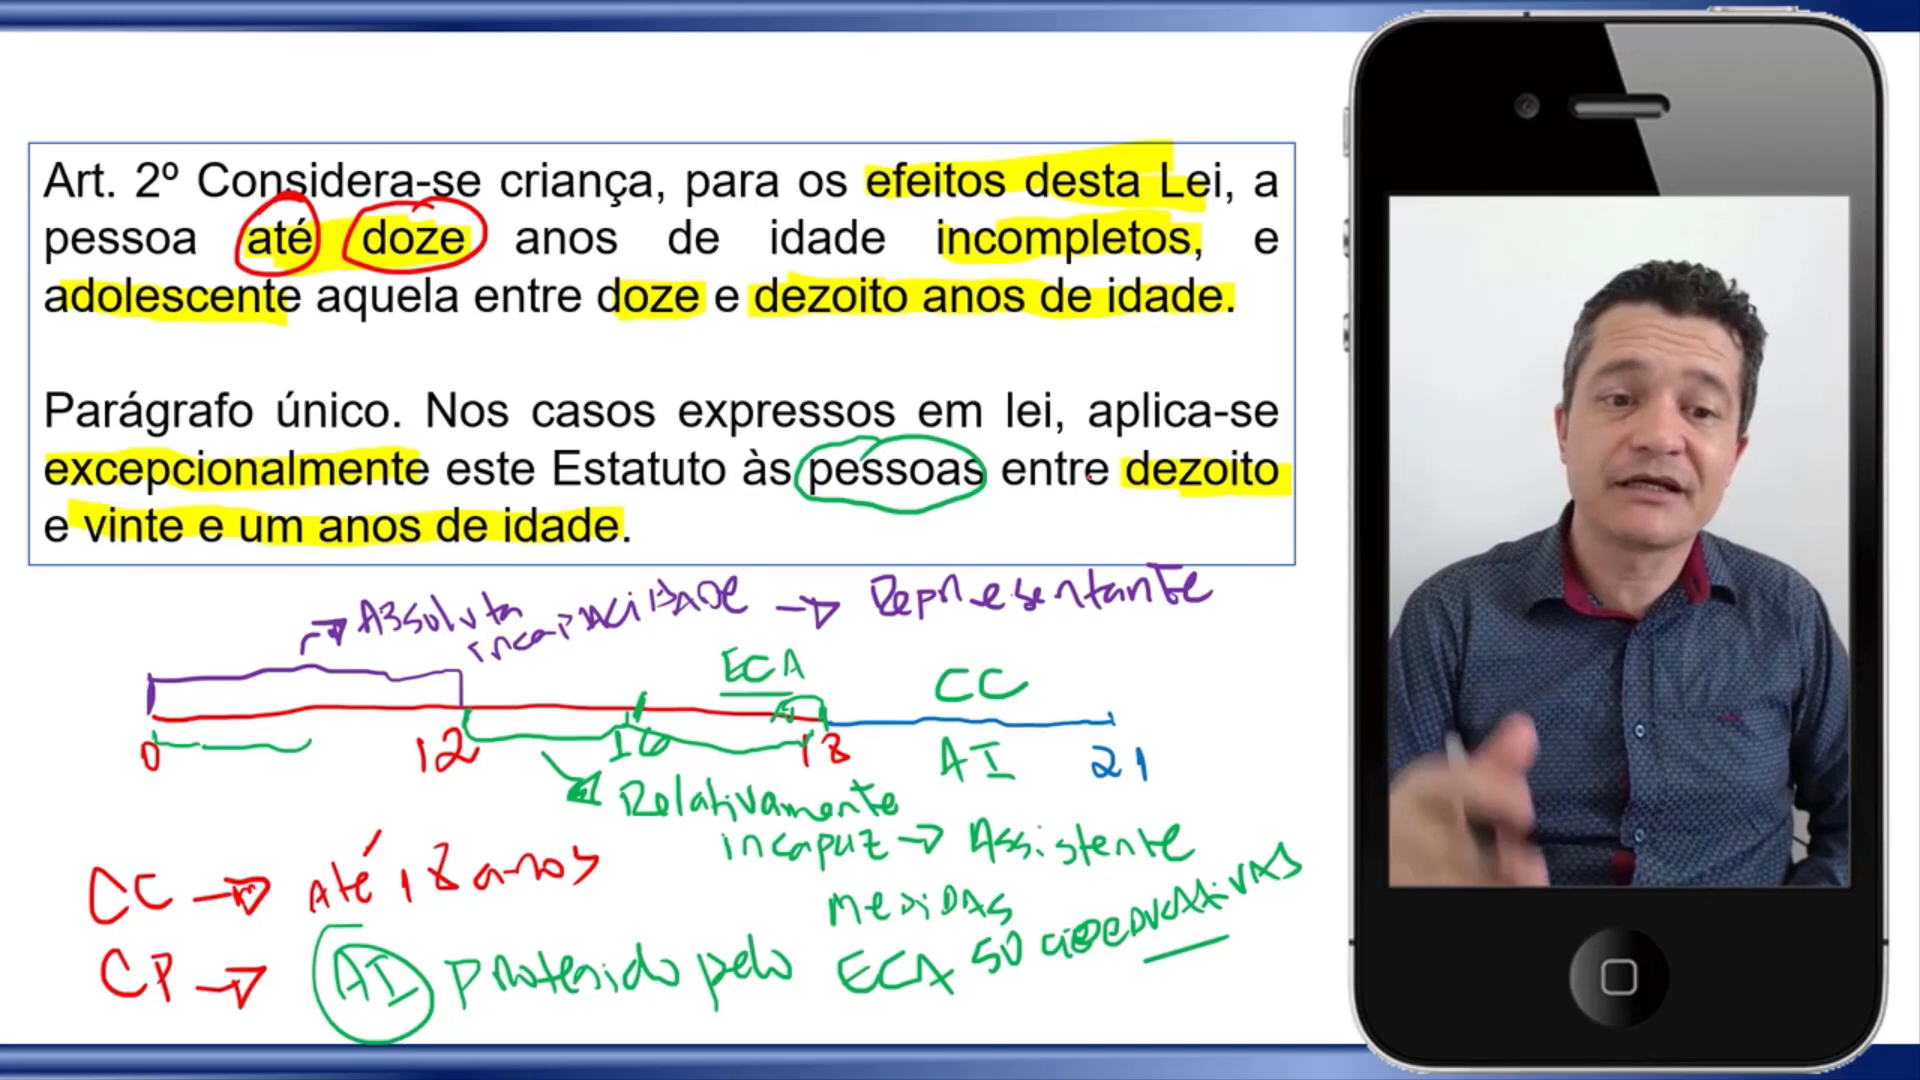 Art. 2º Considera-se criança, para os efeitos desta Lei, a
pessoa até doze anos de idade incompletos, e
adolescente aquela entre doze e dezoito anos de idade.
Parágrafo único. Nos casos expressos em lei, aplica-se
excepcionalmente este Estatuto às pessoas entre dezoito
e vinte e um anos de idade.
Absoluta
incapacidade → Representante
ECA
CC
0 12 16 18
AI
21
Relativamente
incapaz → Assistente
CC → Até 18 anos
medidas
CP → AI protegido pelo ECA socioeducativas